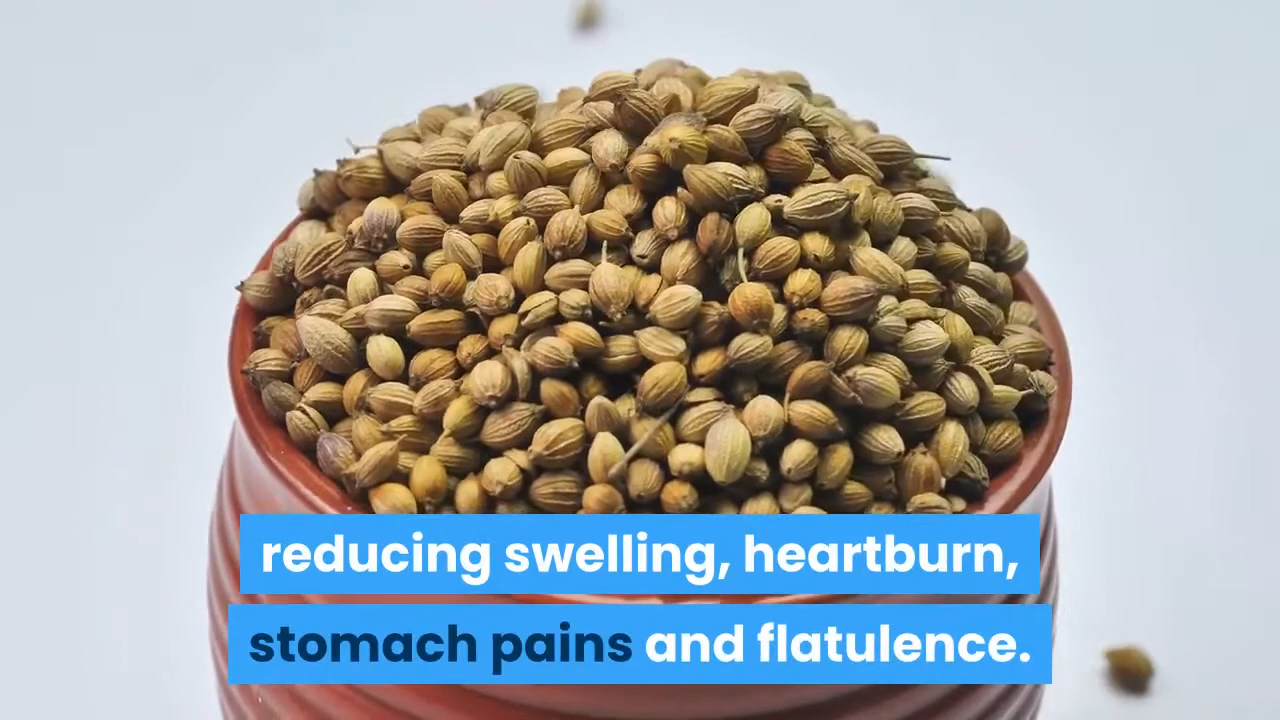 reducing swelling, heartburn,
stomach pains and flatulence.